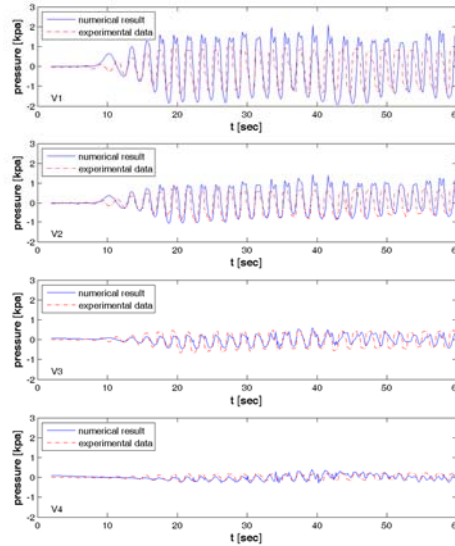 3
numerical result
2
experimental data
1
0
-1
-2
V1
0 10 20 30 40 50 60
pressure [kpa]
t [sec]
3
numerical result
2
experimental data
1
0
-1
-2
V2
0 10 20 30 40 50 60
pressure [kpa]
t [sec]
3
numerical result
2
experimental data
1
0
-1
-2
V3
0 10 20 30 40 50 60
pressure [kpa]
t [sec]
3
numerical result
2
experimental data
1
0
-1
-2
V4
0 10 20 30 40 50 60
pressure [kpa]
t [sec]